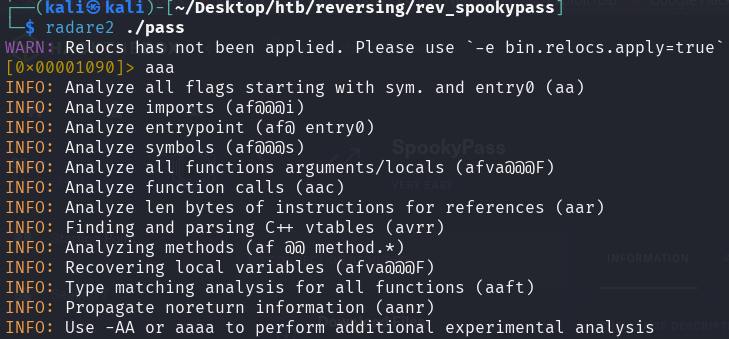 ┌──(kali㉿kali)-[~/Desktop/htb/reversing/rev_spookypass]
└─$ radare2 ./pass
WARN: Relocs has not been applied. Please use `-e bin.relocs.apply=true`
[0x00001090]> aaa
INFO: Analyze all flags starting with sym. and entry0 (aa)
INFO: Analyze imports (af@@@i)
INFO: Analyze entrypoint (af@ entry0)
INFO: Analyze symbols (af@@@s)
SpookyPass
INFO: Analyze all functions arguments/locals (afva@@@F)
VERY EASY
INFO: Analyze function calls (aac)
INFO: Analyze len bytes of instructions for references (aar)
INFO: Finding and parsing C++ vtables (avrr)
INFO: Analyzing methods (af @@ method.*)
INFORMATION
INFO: Recovering local variables (afva@@@F)
INFO: Type matching analysis for all functions (aaft)
INFO: Propagate noreturn information (aanr)
INFO: Use -AA or aaaa to perform additional experimental analysis